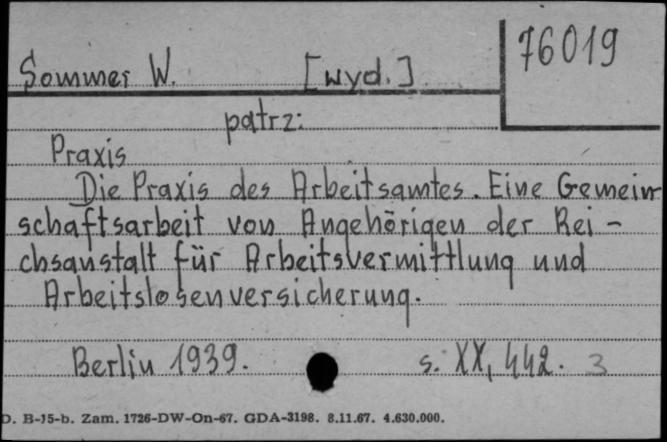 76019
Sommer W. [wyd.]
patrz:
Praxis
Die Praxis des Arbeitsamtes. Eine Gemein-
schaftsarbeit von Angehörigen der Rei-
chsanstalt für Arbeitsvermittlung und
Arbeitslosenversicherung.
Berlin 1939. s. XX, 442. 3
D. B-15-b. Zam. 1726-DW-On-67. GDA-3198. 8.11.67. 4.630.000.